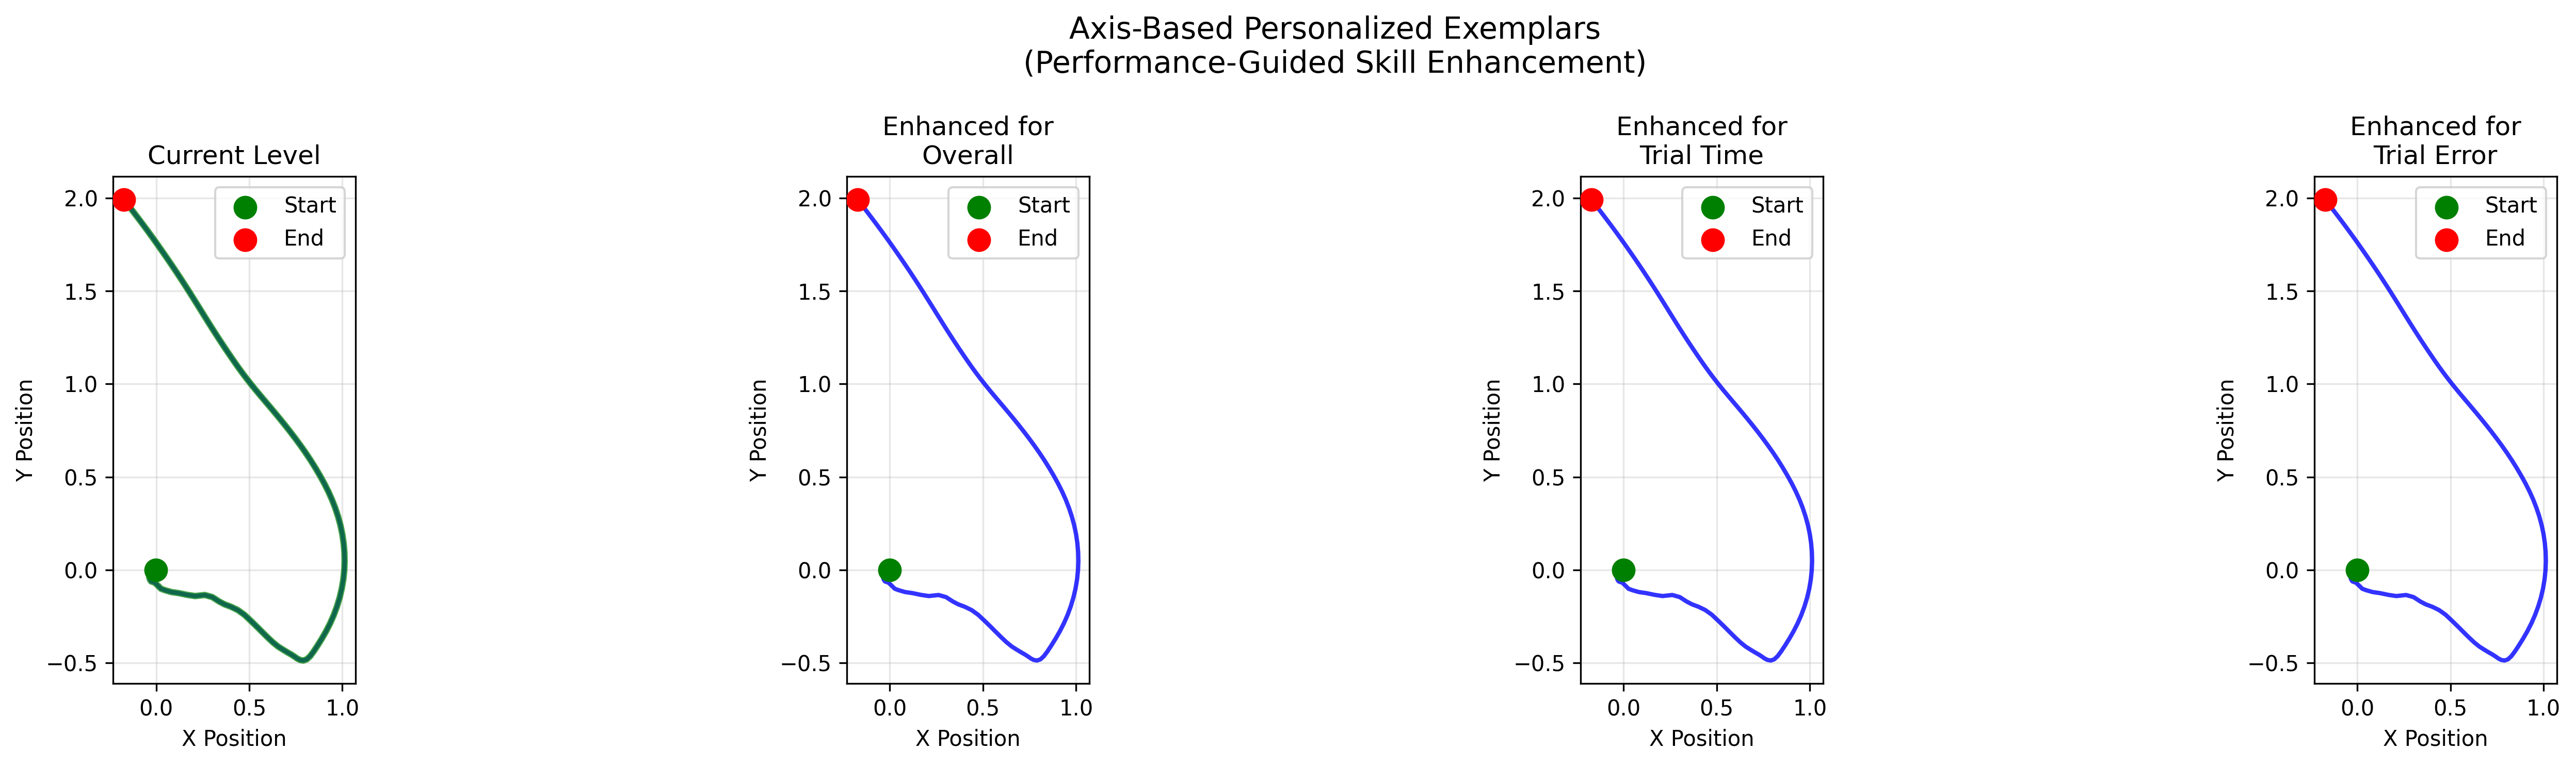 Axis-Based Personalized Exemplars
(Performance-Guided Skill Enhancement)
Current Level
Start
End
2.0
1.5
1.0
0.5
0.0
−0.5
Y Position
0.0 0.5 1.0
X Position
Enhanced for
Overall
Start
End
2.0
1.5
1.0
0.5
0.0
−0.5
Y Position
0.0 0.5 1.0
X Position
Enhanced for
Trial Time
Start
End
2.0
1.5
1.0
0.5
0.0
−0.5
Y Position
0.0 0.5 1.0
X Position
Enhanced for
Trial Error
Start
End
2.0
1.5
1.0
0.5
0.0
−0.5
Y Position
0.0 0.5 1.0
X Position